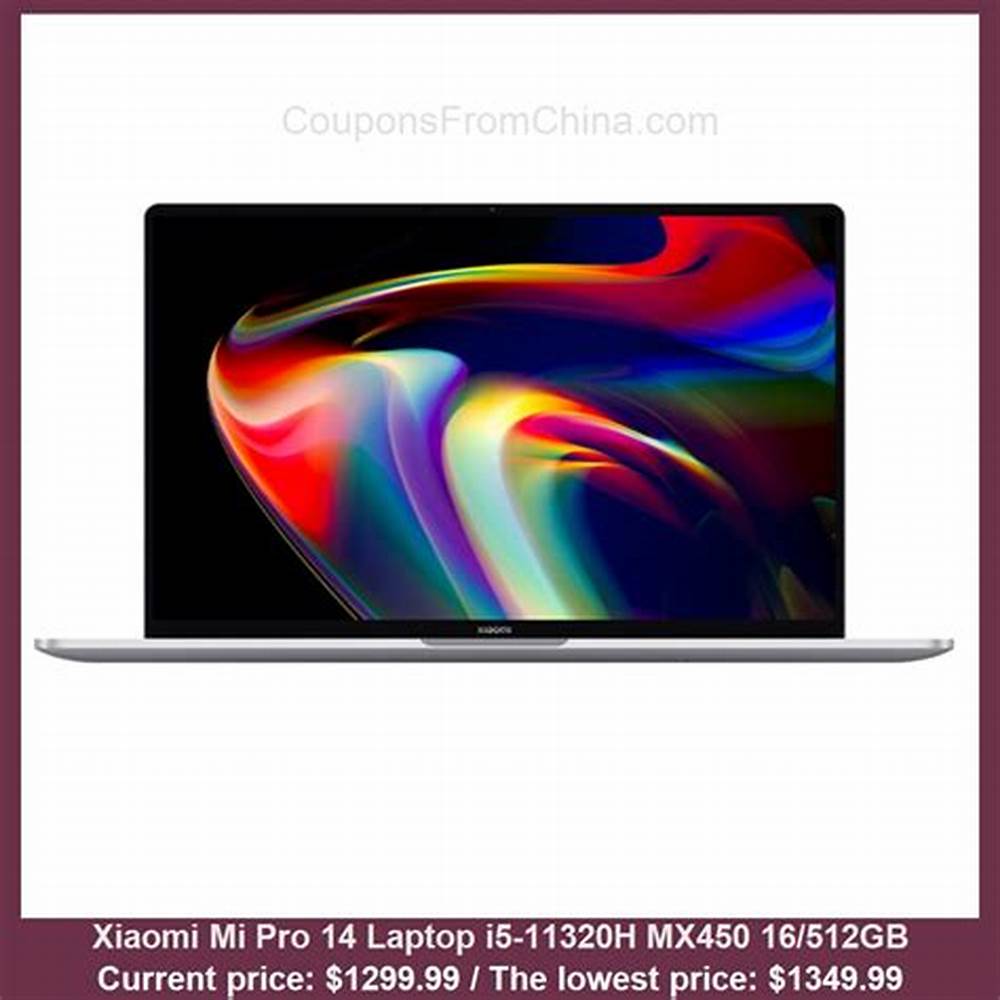 CouponsFromChina.com
XIAOMI
Xiaomi Mi Pro 14 Laptop i5-11320H MX450 16/512GB
Current price: $1299.99 / The lowest price: $1349.99